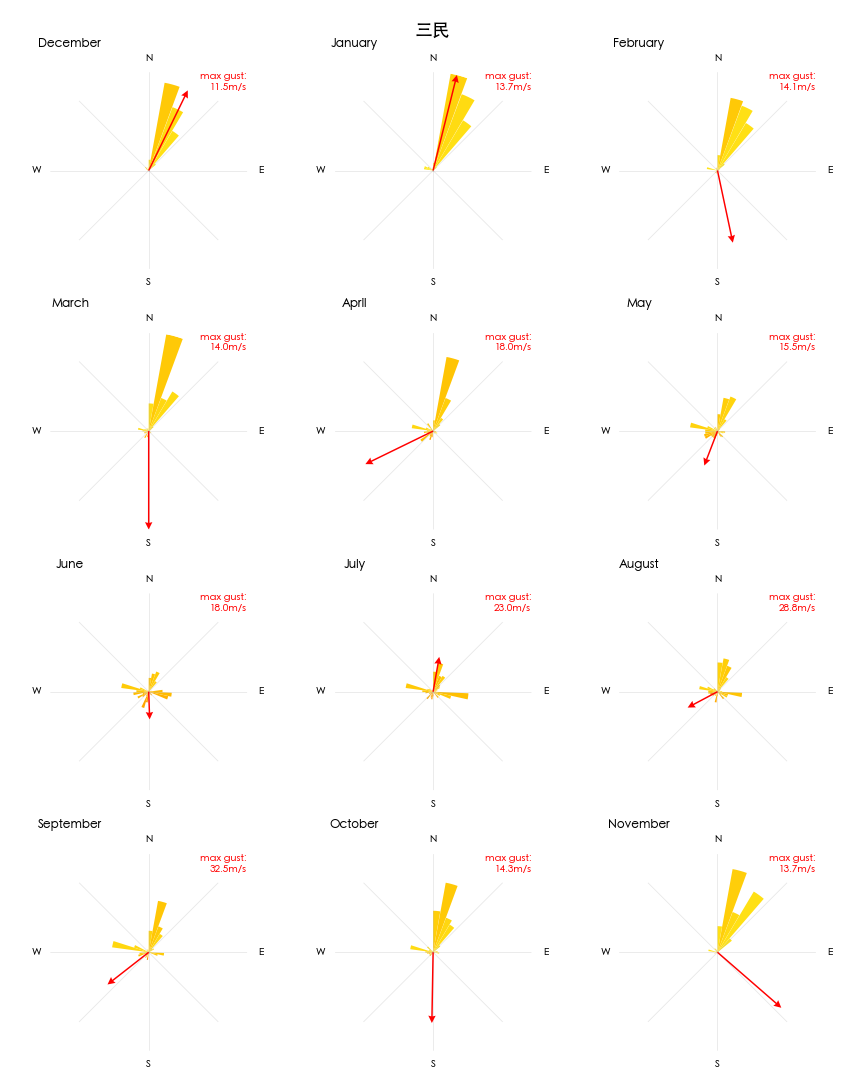 三民
December
N
max gust:
11.5m/s
W
E
S
January
N
max gust:
13.7m/s
W
E
S
February
N
max gust:
14.1m/s
W
E
S
March
N
max gust:
14.0m/s
W
E
S
April
N
max gust:
18.0m/s
W
E
S
May
N
max gust:
15.5m/s
W
E
S
June
N
max gust:
18.0m/s
W
E
S
July
N
max gust:
23.0m/s
W
E
S
August
N
max gust:
28.8m/s
W
E
S
September
N
max gust:
32.5m/s
W
E
S
October
N
max gust:
14.3m/s
W
E
S
November
N
max gust:
13.7m/s
W
E
S